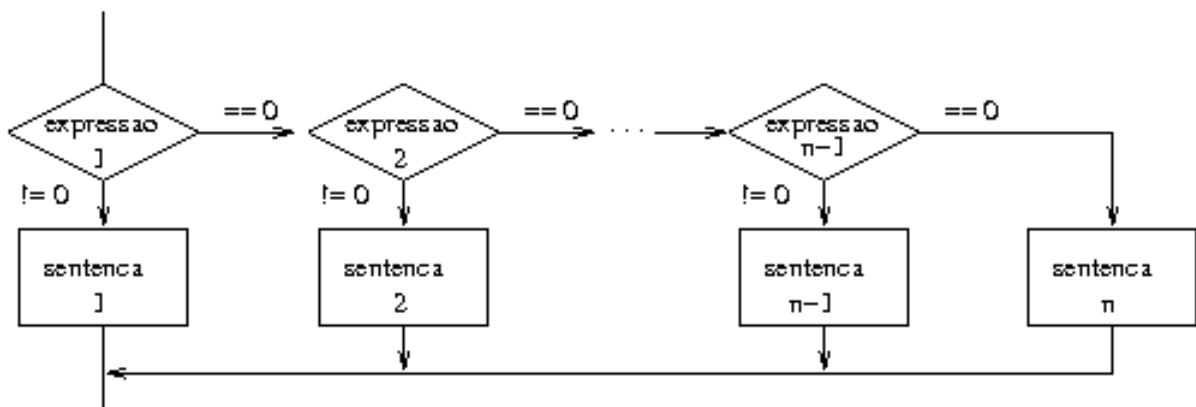 expressao
1
== 0
expressao
2
== 0
. . .
expressao
n-1
== 0
!= 0
!= 0
!= 0
sentenca
1
sentenca
2
sentenca
n-1
sentenca
n